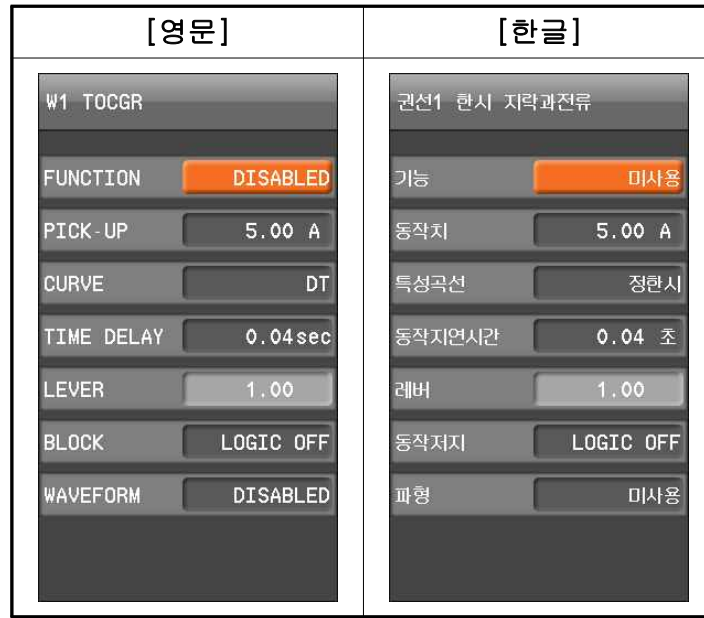 [영문] [한글]
W1 TOCGR
FUNCTION DISABLED
PICK-UP 5.00 A
CURVE DT
TIME DELAY 0.04sec
LEVER 1.00
BLOCK LOGIC OFF
WAVEFORM DISABLED
권선1 한시 지락과전류
기능 미사용
동작치 5.00 A
특성곡선 정한시
동작지연시간 0.04 초
레버 1.00
동작저지 LOGIC OFF
파형 미사용